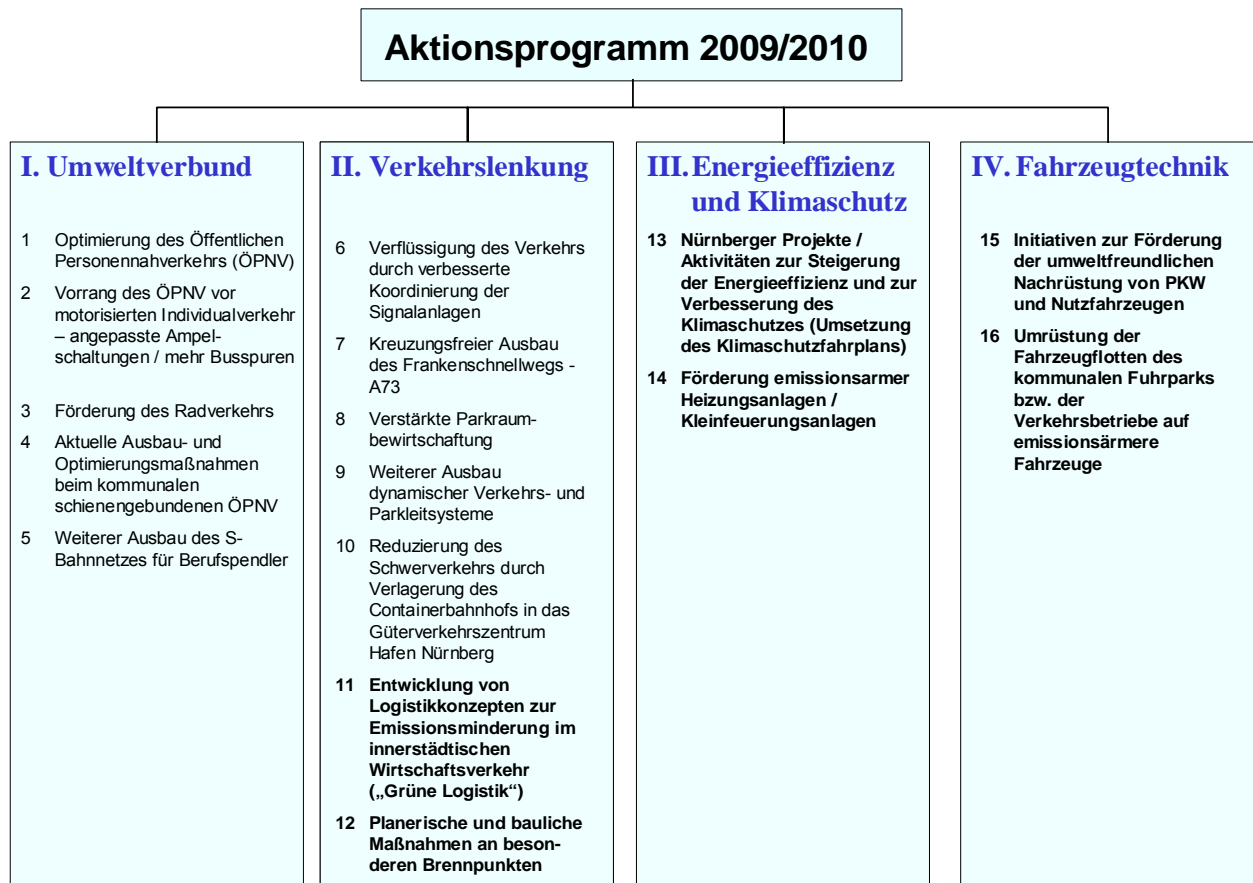 Aktionsprogramm 2009/2010
I. Umweltverbund
1 Optimierung des Öffentlichen
Personennahverkehrs (ÖPNV)
2 Vorrang des ÖPNV vor
motorisierten Individualverkehr
– angepasste Ampel-
schaltungen / mehr Busspuren
3 Förderung des Radverkehrs
4 Aktuelle Ausbau- und
Optimierungsmaßnahmen
beim kommunalen
schienengebundenen ÖPNV
5 Weiterer Ausbau des S-
Bahnnetzes für Berufspendler
II. Verkehrslenkung
6 Verflüssigung des Verkehrs
durch verbesserte
Koordinierung der
Signalanlagen
7 Kreuzungsfreier Ausbau
des Frankenschnellwegs -
A73
8 Verstärkte Parkraum-
bewirtschaftung
9 Weiterer Ausbau
dynamischer Verkehrs- und
Parkleitsysteme
10 Reduzierung des
Schwerverkehrs durch
Verlagerung des
Containerbahnhofs in das
Güterverkehrszentrum
Hafen Nürnberg
11 Entwicklung von
Logistikkonzepten zur
Emissionsminderung im
innerstädtischen
Wirtschaftsverkehr
(„Grüne Logistik“)
12 Planerische und bauliche
Maßnahmen an beson-
deren Brennpunkten
III. Energieeffizienz
und Klimaschutz
13 Nürnberger Projekte /
Aktivitäten zur Steigerung
der Energieeffizienz und zur
Verbesserung des
Klimaschutzes (Umsetzung
des Klimaschutzfahrplans)
14 Förderung emissionsarmer
Heizungsanlagen /
Kleinfeuerungsanlagen
IV. Fahrzeugtechnik
15 Initiativen zur Förderung
der umweltfreundlichen
Nachrüstung von PKW
und Nutzfahrzeugen
16 Umrüstung der
Fahrzeugflotten des
kommunalen Fuhrparks
bzw. der
Verkehrsbetriebe auf
emissionsärmere
Fahrzeuge